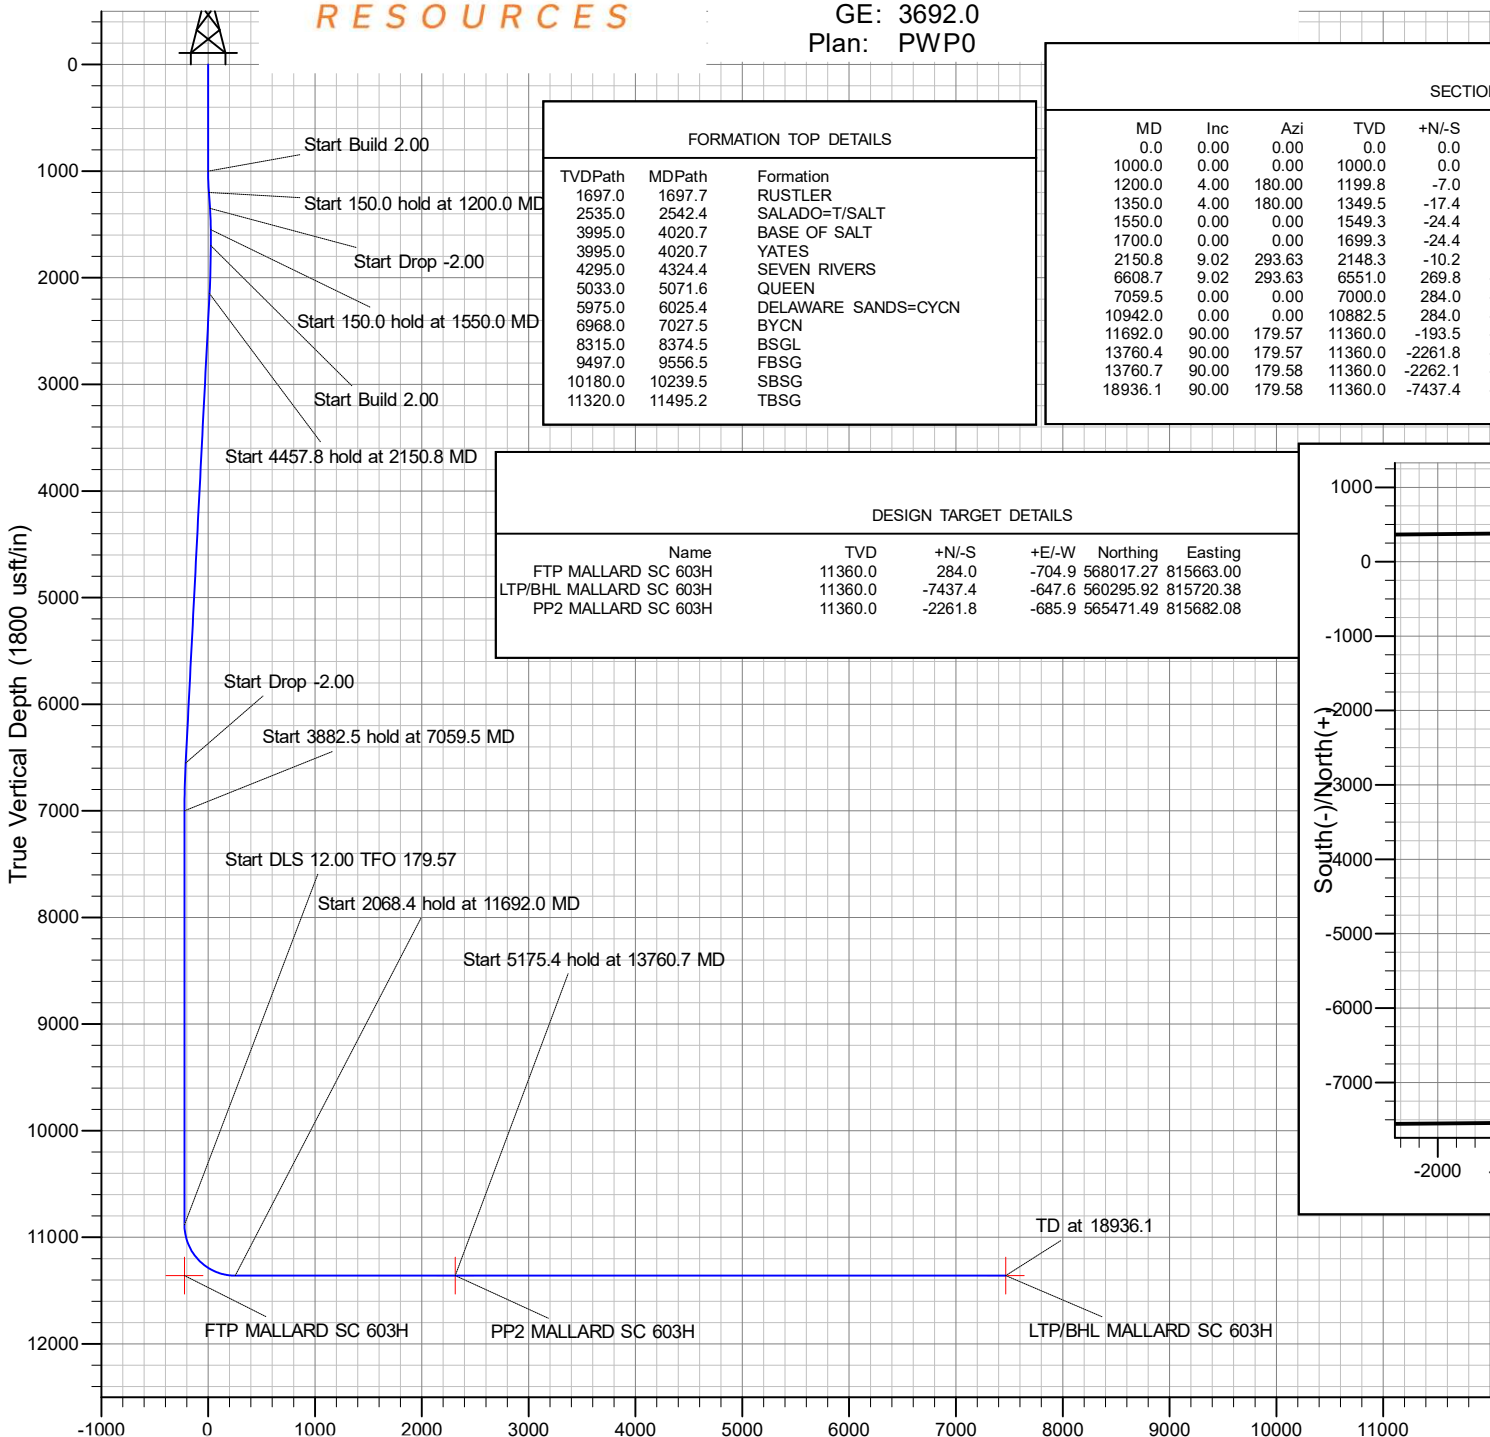 RESOURCES
GE: 3692.0
Plan: PWP0
SECTION
MD Inc Azi TVD +N/-S
0.0 0.00 0.00 0.0 0.0
1000.0 0.00 0.00 1000.0 0.0
1200.0 4.00 180.00 1199.8 -7.0
1350.0 4.00 180.00 1349.5 -17.4
1550.0 0.00 0.00 1549.3 -24.4
1700.0 0.00 0.00 1699.3 -24.4
2150.8 9.02 293.63 2148.3 -10.2
6608.7 9.02 293.63 6551.0 269.8
7059.5 0.00 0.00 7000.0 284.0
10942.0 0.00 0.00 10882.5 284.0
11692.0 90.00 179.57 11360.0 -193.5
13760.4 90.00 179.57 11360.0 -2261.8
13760.7 90.00 179.58 11360.0 -2262.1
18936.1 90.00 179.58 11360.0 -7437.4
FORMATION TOP DETAILS
TVDPath MDPath Formation
1697.0 1697.7 RUSTLER
2535.0 2542.4 SALADO=T/SALT
3995.0 4020.7 BASE OF SALT
3995.0 4020.7 YATES
4295.0 4324.4 SEVEN RIVERS
5033.0 5071.6 QUEEN
5975.0 6025.4 DELAWARE SANDS=CYCN
6968.0 7027.5 BYCN
8315.0 8374.5 BSGL
9497.0 9556.5 FBSG
10180.0 10239.5 SBSG
11320.0 11495.2 TBSG
DESIGN TARGET DETAILS
Name TVD +N/-S +E/-W Northing Easting
FTP MALLARD SC 603H 11360.0 284.0 -704.9 568017.27 815663.00
LTP/BHL MALLARD SC 603H 11360.0 -7437.4 -647.6 560295.92 815720.38
PP2 MALLARD SC 603H 11360.0 -2261.8 -685.9 565471.49 815682.08
Start Build 2.00
Start 150.0 hold at 1200.0 MD
Start Drop -2.00
Start 150.0 hold at 1550.0 MD
Start Build 2.00
Start 4457.8 hold at 2150.8 MD
Start Drop -2.00
Start 3882.5 hold at 7059.5 MD
Start DLS 12.00 TFO 179.57
Start 2068.4 hold at 11692.0 MD
Start 5175.4 hold at 13760.7 MD
TD at 18936.1
FTP MALLARD SC 603H
PP2 MALLARD SC 603H
LTP/BHL MALLARD SC 603H
True Vertical Depth (1800 usft/in)
0
1000
2000
3000
4000
5000
6000
7000
8000
9000
10000
11000
12000
-1000 0 1000 2000 3000 4000 5000 6000 7000 8000 9000 10000 11000
South(-)/North(+)
1000
0
-1000
-2000
-3000
-4000
-5000
-6000
-7000
-2000